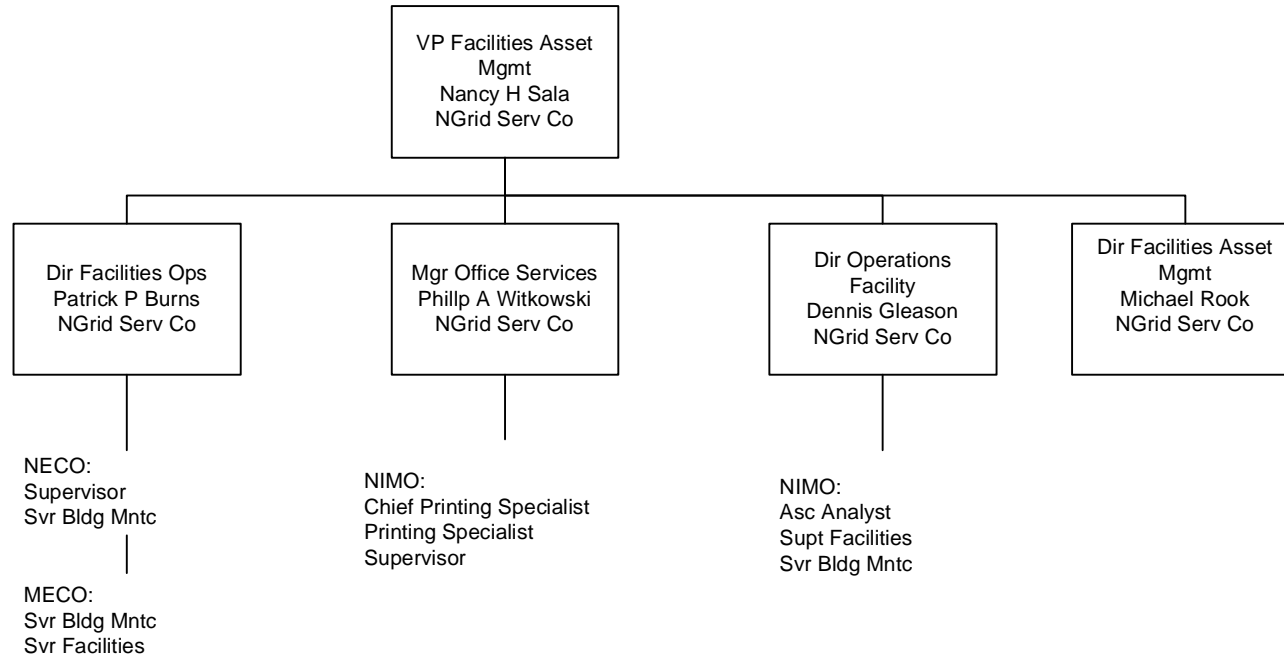 VP Facilities Asset
Mgmt
Nancy H Sala
NGrid Serv Co
Dir Facilities Ops
Patrick P Burns
NGrid Serv Co
Mgr Office Services
Phillp A Witkowski
NGrid Serv Co
Dir Operations
Facility
Dennis Gleason
NGrid Serv Co
Dir Facilities Asset
Mgmt
Michael Rook
NGrid Serv Co
NECO:
Supervisor
Svr Bldg Mntc
MECO:
Svr Bldg Mntc
Svr Facilities
NIMO:
Chief Printing Specialist
Printing Specialist
Supervisor
NIMO:
Asc Analyst
Supt Facilities
Svr Bldg Mntc